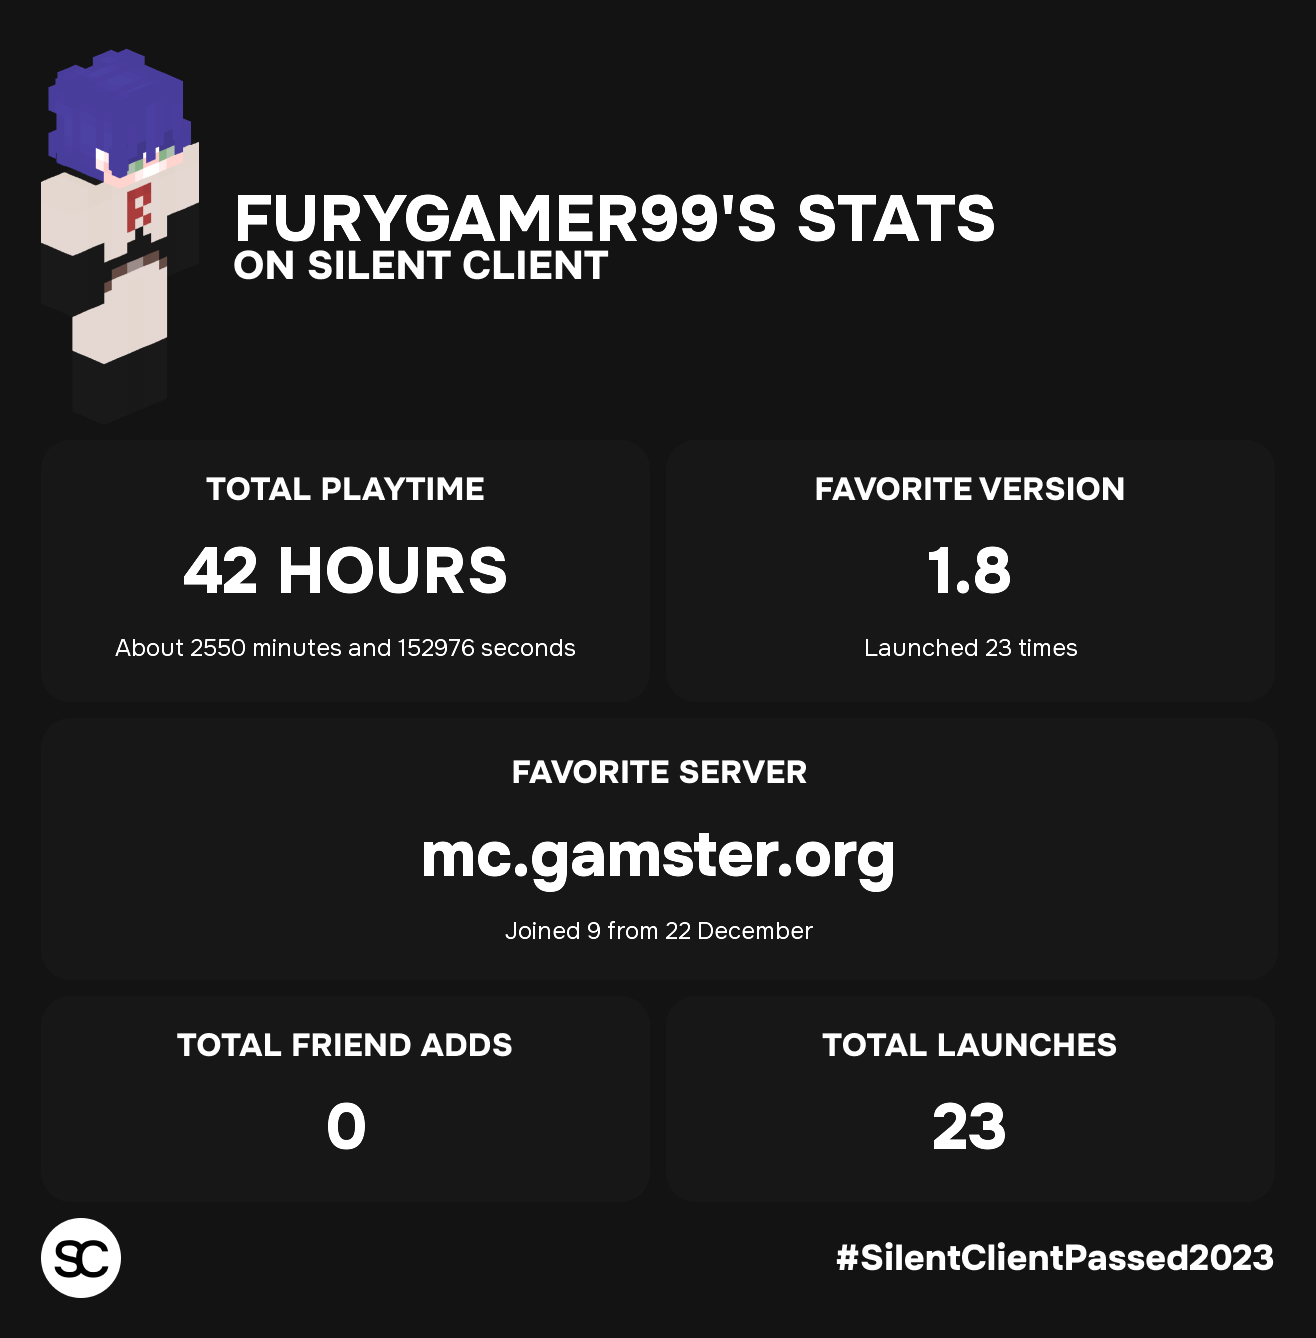 FURYGAMER99'S STATS
ON SILENT CLIENT
TOTAL PLAYTIME
42 HOURS
About 2550 minutes and 152976 seconds
FAVORITE VERSION
1.8
Launched 23 times
FAVORITE SERVER
mc.gamster.org
Joined 9 from 22 December
TOTAL FRIEND ADDS
0
TOTAL LAUNCHES
23
SC
#SilentClientPassed2023